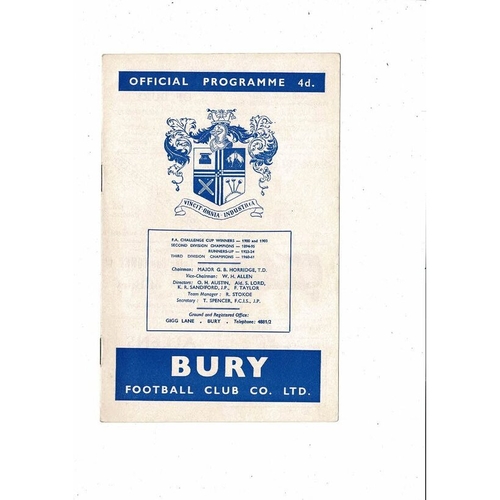 OFFICIAL PROGRAMME 4d.
VINCIT OMNIA INDUSTRIA
F.A. CHALLENGE CUP WINNERS — 1900 and 1903
SECOND DIVISION CHAMPIONS — 1894-95
RUNNERS-UP — 1923-24
THIRD DIVISION CHAMPIONS — 1960-61
Chairman: MAJOR G. B. HORRIDGE, T.D.
Vice-Chairman: W. H. ALLEN
Directors: O. H. AUSTIN, Ald. S. LORD,
K. R. SANDIFORD, J.P., F. TAYLOR
Team Manager: R. STOKOE
Secretary: T. SPENCER, F.C.I.S., J.P.
Ground and Registered Office:
GIGG LANE . BURY . Telephone: 4881/2
BURY
FOOTBALL CLUB CO. LTD.